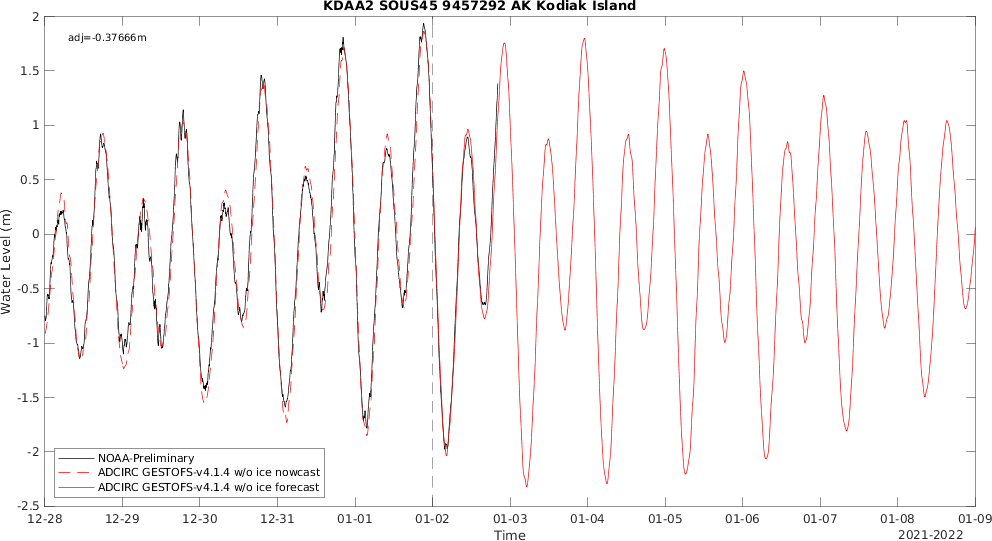 KDAA2 SOUS45 9457292 AK Kodiak Island
adj=-0.37666m
Water Level (m)
2
1.5
1
0.5
0
-0.5
-1
-1.5
-2
-2.5
NOAA-Preliminary
ADCIRC GESTOFS-v4.1.4 w/o ice nowcast
ADCIRC GESTOFS-v4.1.4 w/o ice forecast
12-28 12-29 12-30 12-31 01-01 01-02 01-03 01-04 01-05 01-06 01-07 01-08 01-09
Time
2021-2022